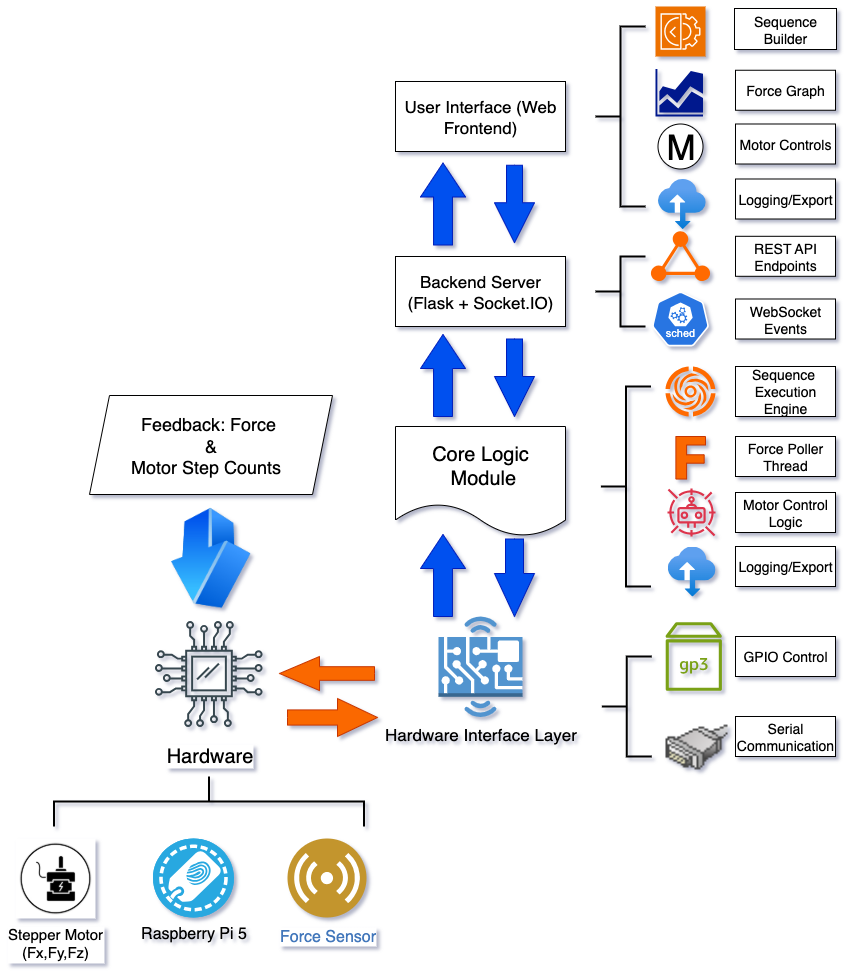 Sequence
Builder
User Interface (Web
Frontend)
Force Graph
M
Motor Controls
Logging/Export
Backend Server
(Flask + Socket.IO)
REST API
Endpoints
sched
WebSocket
Events
Feedback: Force
&
Motor Step Counts
Core Logic
Module
Sequence
Execution
Engine
F
Force Poller
Thread
Motor Control
Logic
Logging/Export
Hardware
Hardware Interface Layer
gp3
GPIO Control
Serial
Communication
Stepper Motor
(Fx,Fy,Fz)
Raspberry Pi 5
Force Sensor